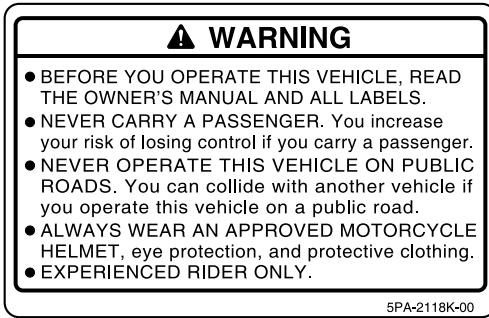 WARNING
● BEFORE YOU OPERATE THIS VEHICLE, READ
THE OWNER'S MANUAL AND ALL LABELS.
● NEVER CARRY A PASSENGER. You increase
your risk of losing control if you carry a passenger.
● NEVER OPERATE THIS VEHICLE ON PUBLIC
ROADS. You can collide with another vehicle if
you operate this vehicle on a public road.
● ALWAYS WEAR AN APPROVED MOTORCYCLE
HELMET, eye protection, and protective clothing.
● EXPERIENCED RIDER ONLY.
5PA-2118K-00